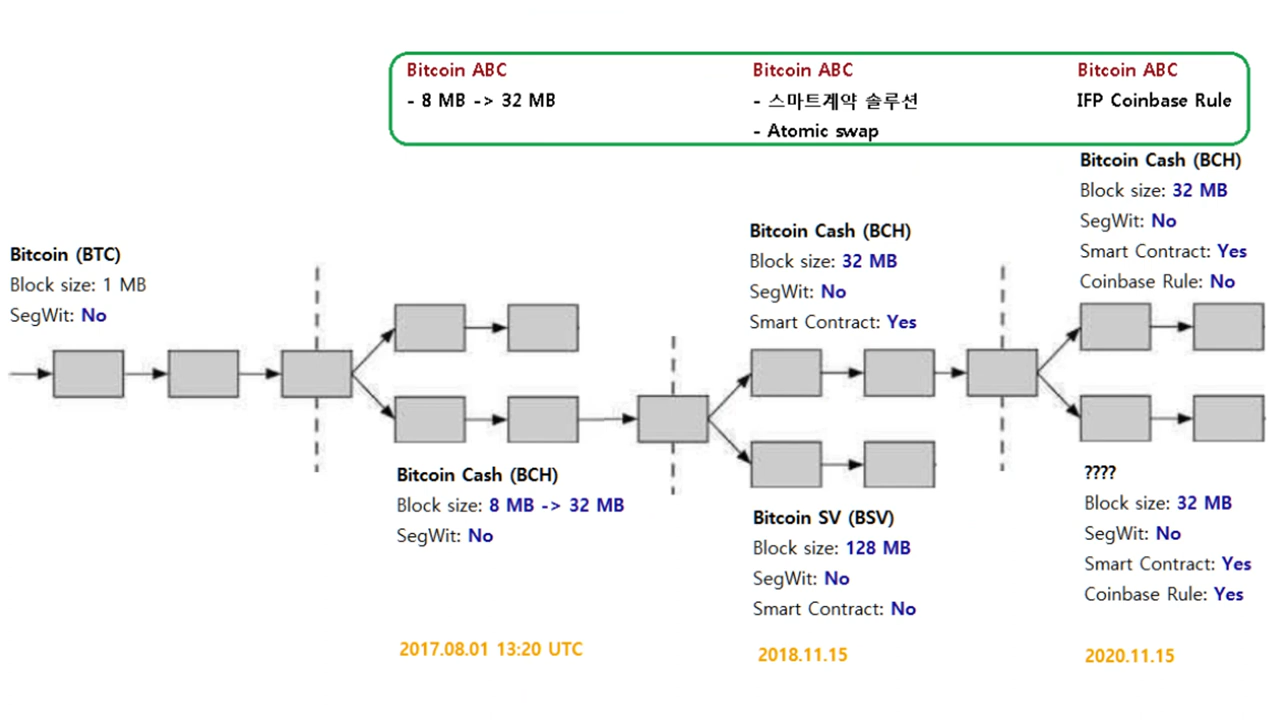 Bitcoin ABC
- 8 MB -> 32 MB
Bitcoin ABC
- 스마트계약 솔루션
- Atomic swap
Bitcoin ABC
IFP Coinbase Rule
Bitcoin (BTC)
Block size: 1 MB
SegWit: No
Bitcoin Cash (BCH)
Block size: 8 MB -> 32 MB
SegWit: No
Bitcoin Cash (BCH)
Block size: 32 MB
SegWit: No
Smart Contract: Yes
Bitcoin SV (BSV)
Block size: 128 MB
SegWit: No
Smart Contract: No
Bitcoin Cash (BCH)
Block size: 32 MB
SegWit: No
Smart Contract: Yes
Coinbase Rule: No
????
Block size: 32 MB
SegWit: No
Smart Contract: Yes
Coinbase Rule: Yes
2017.08.01 13:20 UTC
2018.11.15
2020.11.15